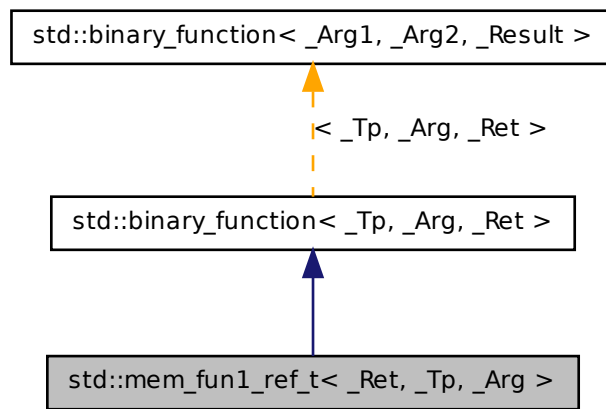 std::binary_function< _Arg1, _Arg2, _Result >
< _Tp, _Arg, _Ret >
std::binary_function< _Tp, _Arg, _Ret >
std::mem_fun1_ref_t< _Ret, _Tp, _Arg >